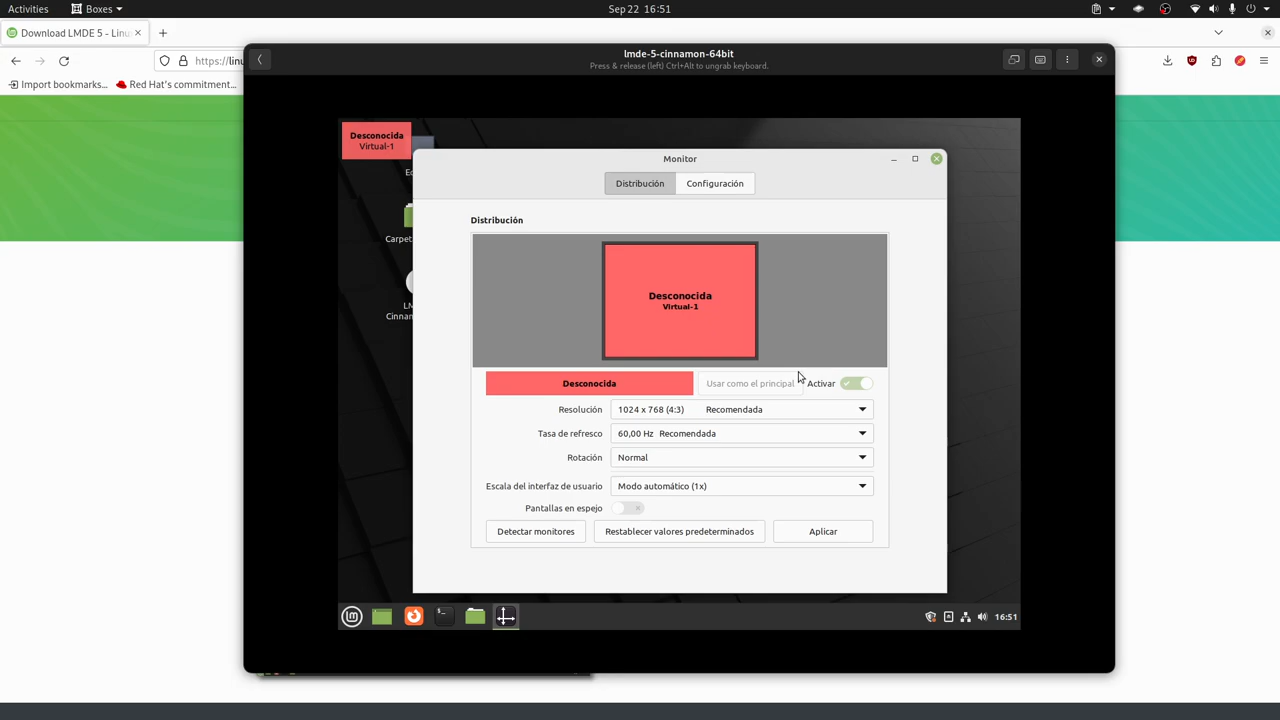 Activities
Boxes
Sep 22 16:51
Download LMDE 5 - Linu
https://linu
Import bookmarks...
Red Hat's commitment...
lmde-5-cinnamon-64bit
Press & release (left) Ctrl+Alt to ungrab keyboard.
Desconocida
Virtual-1
Carpet
LM
Cinnam
Monitor
Distribución
Configuración
Distribución
Desconocida
Virtual-1
Desconocida
Usar como el principal
Activar
Resolución
1024 x 768 (4:3) Recomendada
Tasa de refresco
60,00 Hz Recomendada
Rotación
Normal
Escala del interfaz de usuario
Modo automático (1x)
Pantallas en espejo
Detectar monitores
Restablecer valores predeterminados
Aplicar
16:51